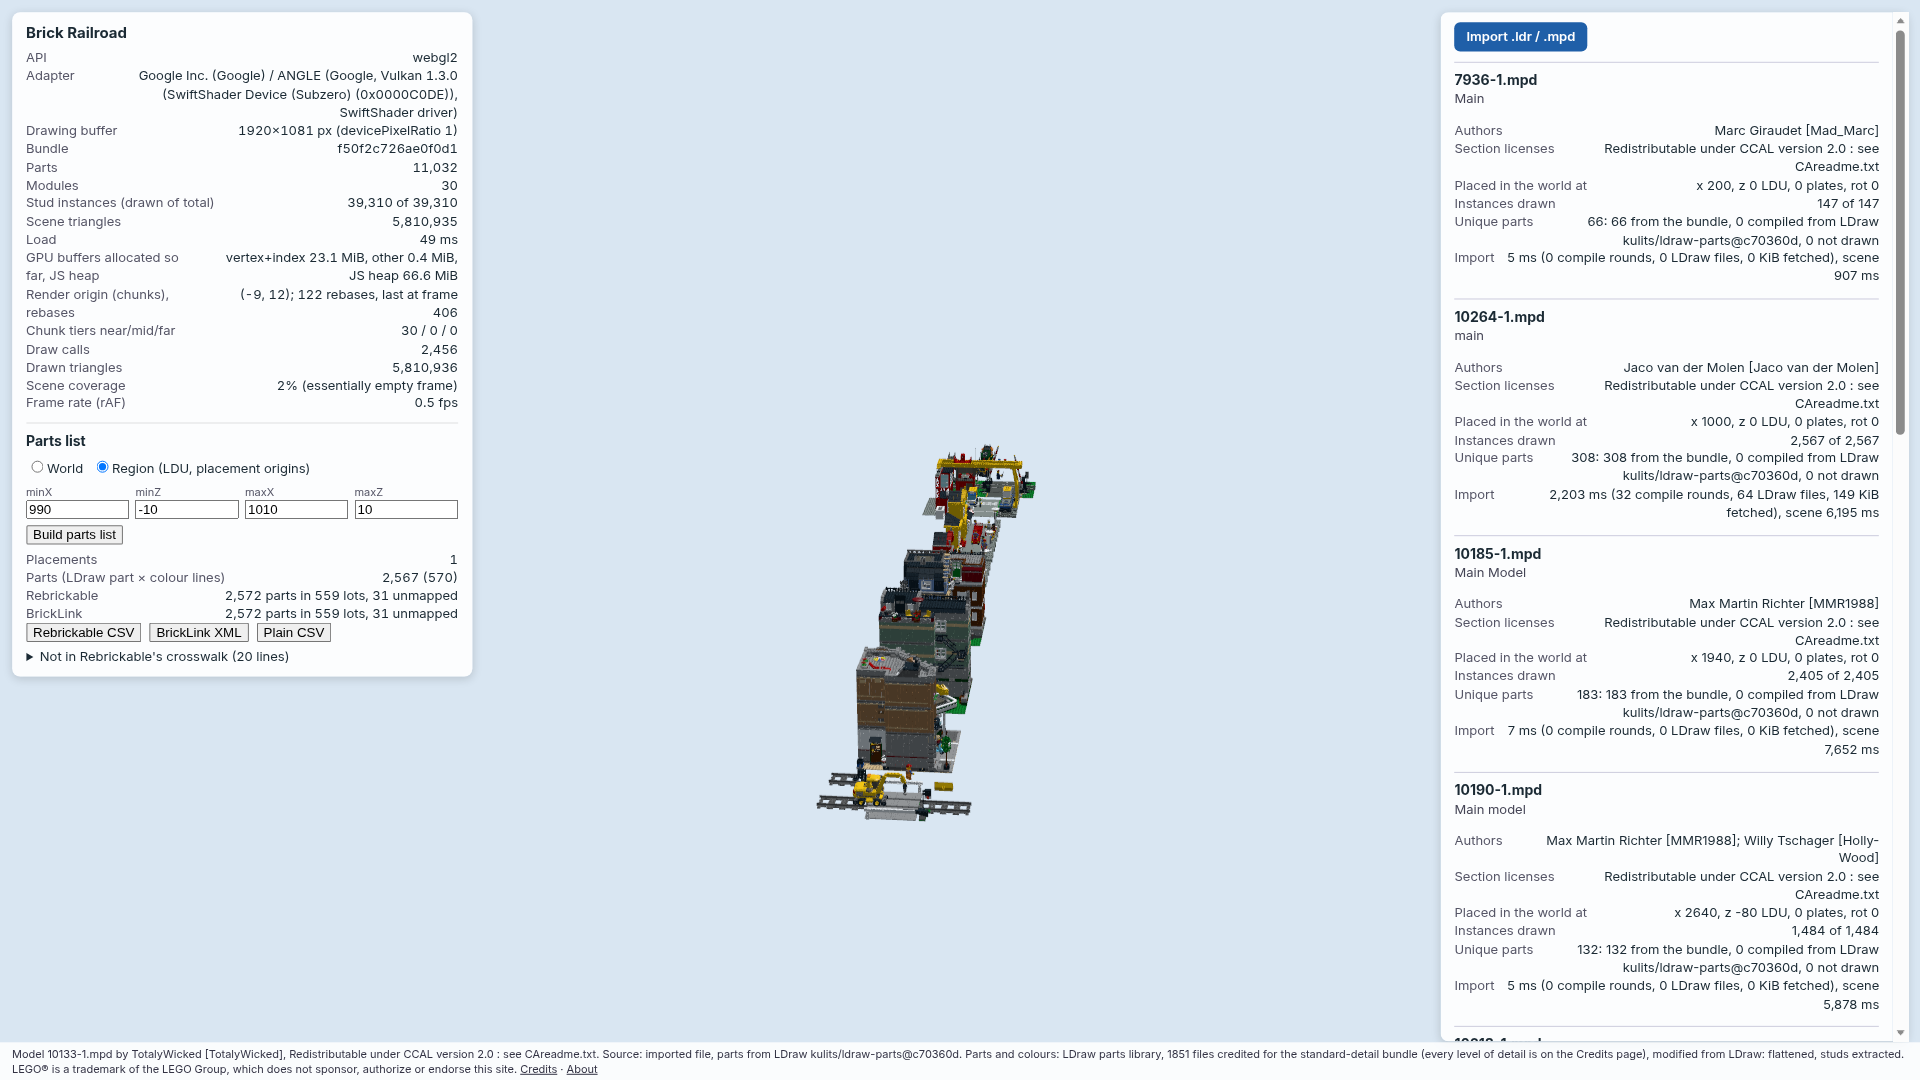 Brick Railroad
API webgl2
Adapter Google Inc. (Google) / ANGLE (Google, Vulkan 1.3.0
(SwiftShader Device (Subzero) (0x0000C0DE)),
SwiftShader driver)
Drawing buffer 1920×1081 px (devicePixelRatio 1)
Bundle f50f2c726ae0f0d1
Parts 11,032
Modules 30
Stud instances (drawn of total) 39,310 of 39,310
Scene triangles 5,810,935
Load 49 ms
GPU buffers allocated so vertex+index 23.1 MiB, other 0.4 MiB,
far, JS heap JS heap 66.6 MiB
Render origin (chunks), (-9, 12); 122 rebases, last at frame
rebases 406
Chunk tiers near/mid/far 30 / 0 / 0
Draw calls 2,456
Drawn triangles 5,810,936
Scene coverage 2% (essentially empty frame)
Frame rate (rAF) 0.5 fps
Parts list
World Region (LDU, placement origins)
minX minZ maxX maxZ
990 -10 1010 10
Build parts list
Placements 1
Parts (LDraw part × colour lines) 2,567 (570)
Rebrickable 2,572 parts in 559 lots, 31 unmapped
BrickLink 2,572 parts in 559 lots, 31 unmapped
Rebrickable CSV BrickLink XML Plain CSV
▶ Not in Rebrickable's crosswalk (20 lines)
Import .ldr / .mpd
7936-1.mpd
Main
Authors Marc Giraudet [Mad_Marc]
Section licenses Redistributable under CCAL version 2.0 : see
CAreadme.txt
Placed in the world at x 200, z 0 LDU, 0 plates, rot 0
Instances drawn 147 of 147
Unique parts 66: 66 from the bundle, 0 compiled from LDraw
kulits/ldraw-parts@c70360d, 0 not drawn
Import 5 ms (0 compile rounds, 0 LDraw files, 0 KiB fetched), scene
907 ms
10264-1.mpd
main
Authors Jaco van der Molen [Jaco van der Molen]
Section licenses Redistributable under CCAL version 2.0 : see
CAreadme.txt
Placed in the world at x 1000, z 0 LDU, 0 plates, rot 0
Instances drawn 2,567 of 2,567
Unique parts 308: 308 from the bundle, 0 compiled from LDraw
kulits/ldraw-parts@c70360d, 0 not drawn
Import 2,203 ms (32 compile rounds, 64 LDraw files, 149 KiB
fetched), scene 6,195 ms
10185-1.mpd
Main Model
Authors Max Martin Richter [MMR1988]
Section licenses Redistributable under CCAL version 2.0 : see
CAreadme.txt
Placed in the world at x 1940, z 0 LDU, 0 plates, rot 0
Instances drawn 2,405 of 2,405
Unique parts 183: 183 from the bundle, 0 compiled from LDraw
kulits/ldraw-parts@c70360d, 0 not drawn
Import 7 ms (0 compile rounds, 0 LDraw files, 0 KiB fetched), scene
7,652 ms
10190-1.mpd
Main model
Authors Max Martin Richter [MMR1988]; Willy Tschager [Holly-
Wood]
Section licenses Redistributable under CCAL version 2.0 : see
CAreadme.txt
Placed in the world at x 2640, z -80 LDU, 0 plates, rot 0
Instances drawn 1,484 of 1,484
Unique parts 132: 132 from the bundle, 0 compiled from LDraw
kulits/ldraw-parts@c70360d, 0 not drawn
Import 5 ms (0 compile rounds, 0 LDraw files, 0 KiB fetched), scene
5,878 ms
Model 10133-1.mpd by TotalyWicked [TotalyWicked], Redistributable under CCAL version 2.0 : see CAreadme.txt. Source: imported file, parts from LDraw kulits/ldraw-parts@c70360d. Parts and colours: LDraw parts library, 1851 files credited for the standard-detail bundle (every level of detail is on the Credits page), modified from LDraw: flattened, studs extracted.
LEGO® is a trademark of the LEGO Group, which does not sponsor, authorize or endorse this site. Credits · About